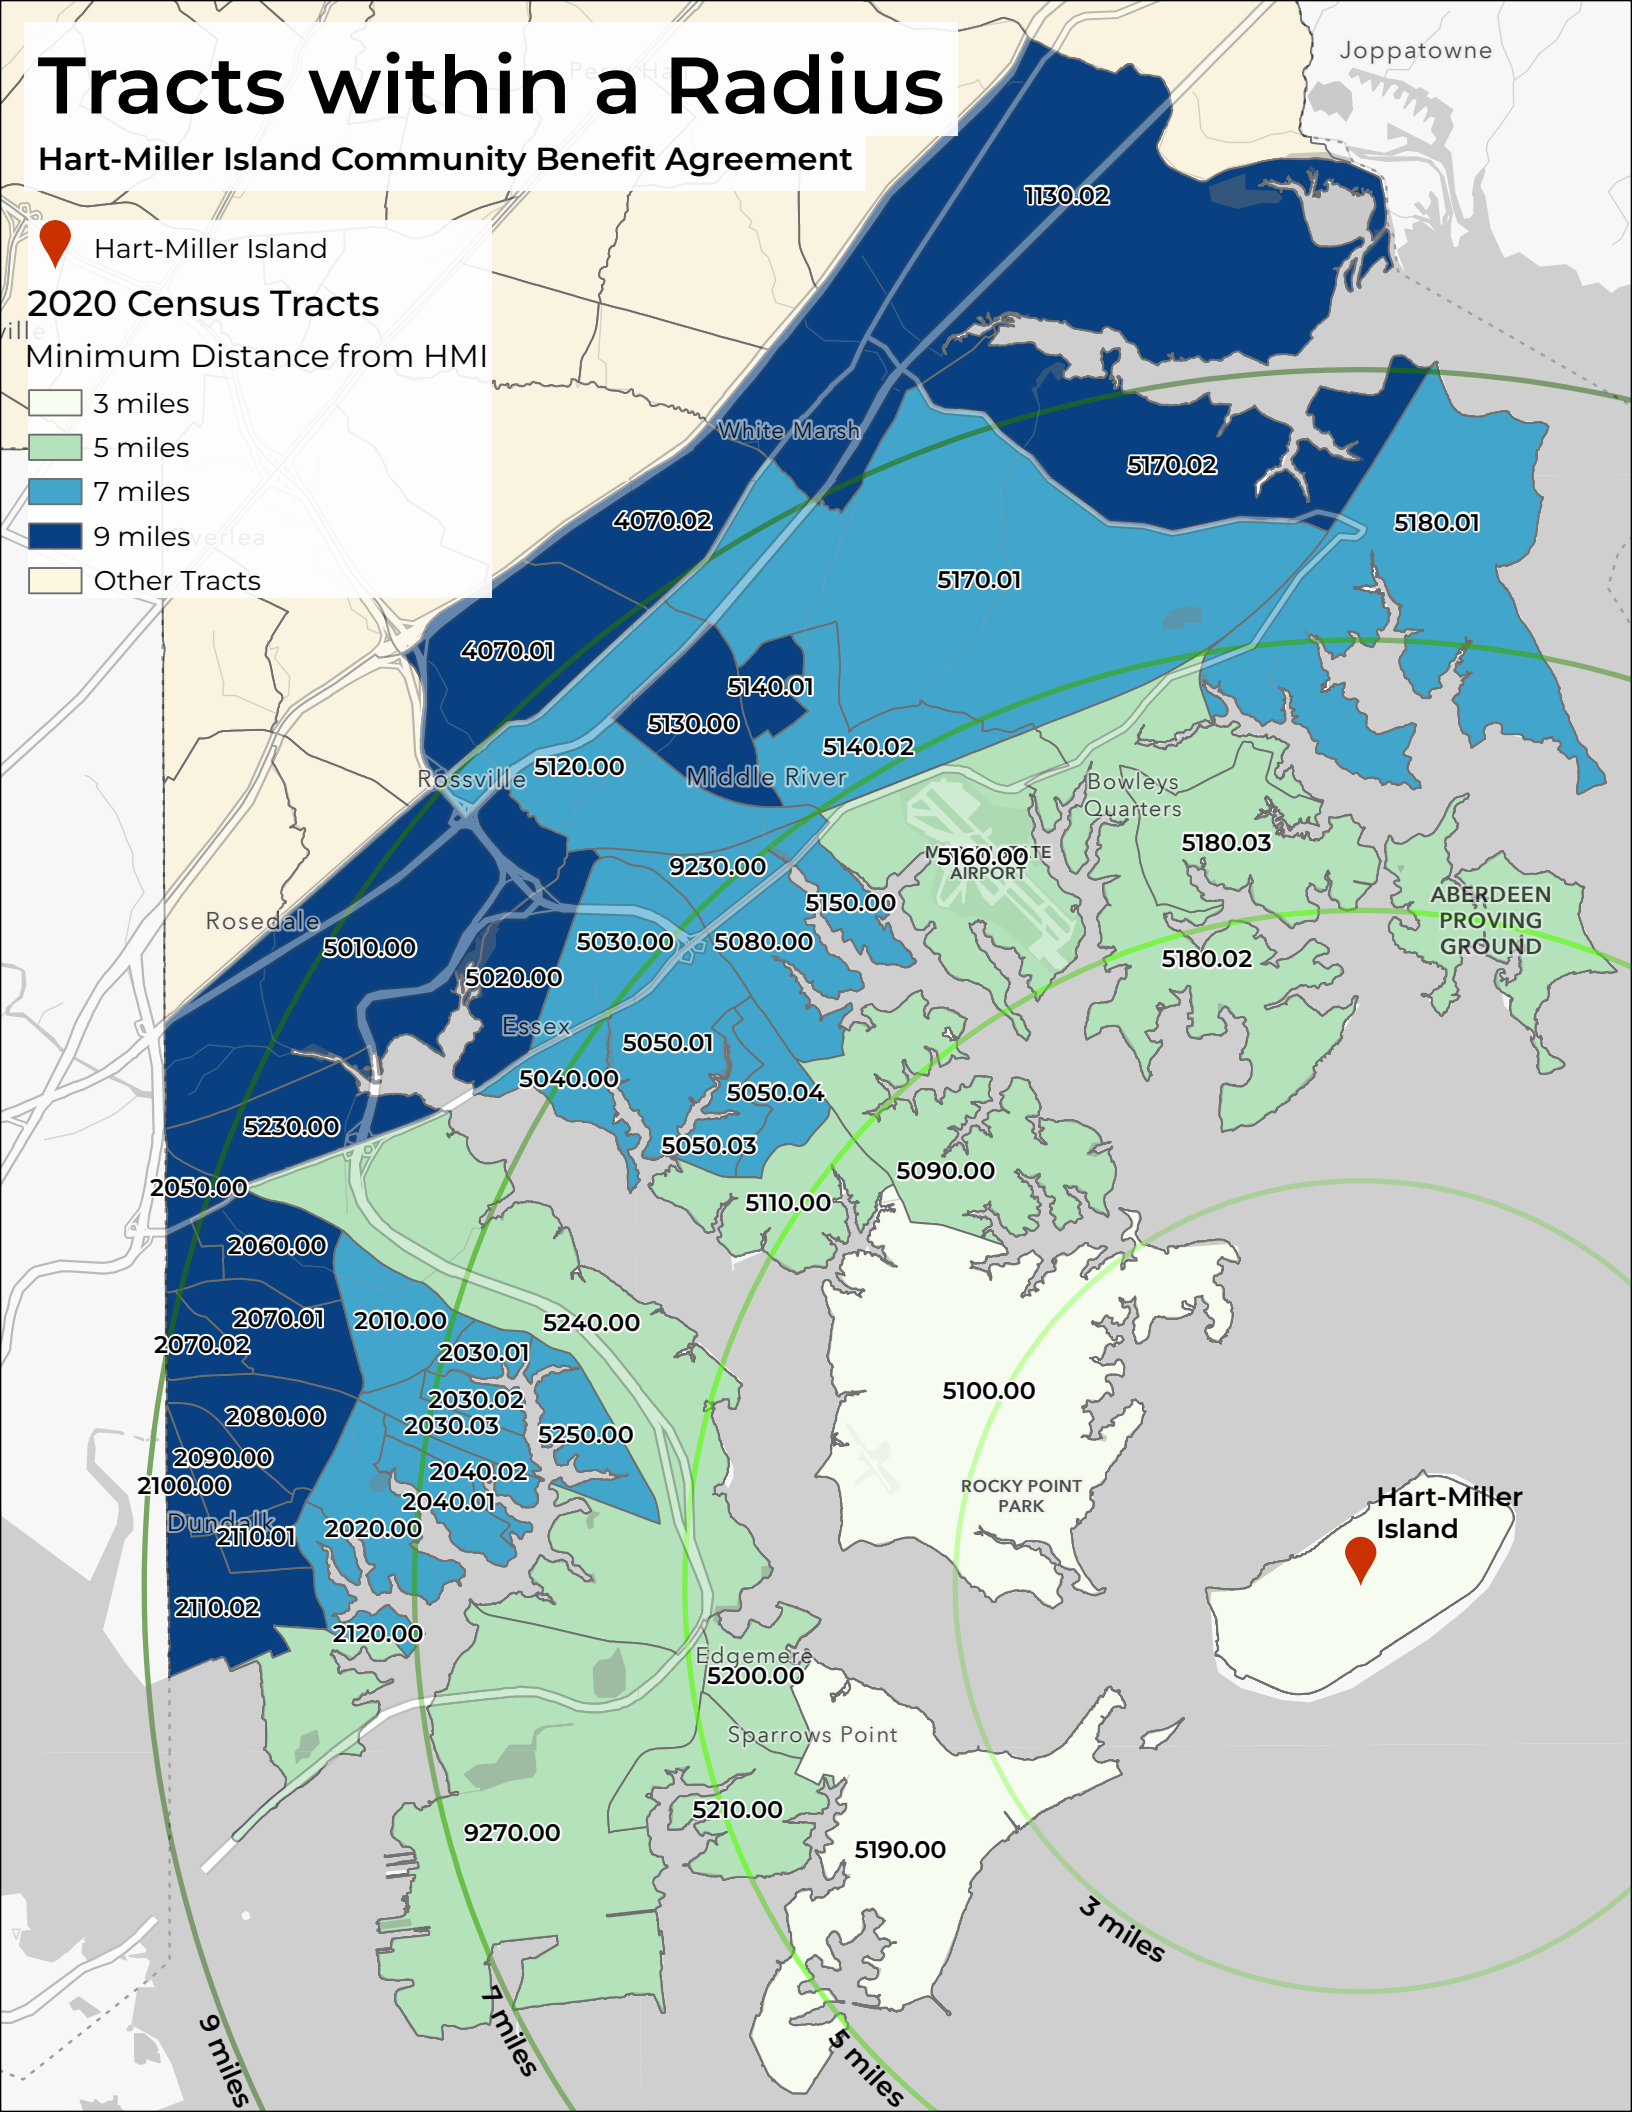 Tracts within a Radius
Hart-Miller Island Community Benefit Agreement
Joppatowne
Hart-Miller Island
2020 Census Tracts
Minimum Distance from HMI
3 miles
5 miles
7 miles
9 miles
Other Tracts
1130.02
White Marsh
5170.02
4070.02
5180.01
5170.01
4070.01
5140.01
5130.00
5140.02
5120.00
Rossville
Middle River
Bowleys
Quarters
5180.03
5160.00
AIRPORT
9230.00
5150.00
ABERDEEN
PROVING
GROUND
Rosedale
5010.00
5030.00
5080.00
5180.02
5020.00
Essex
5050.01
5040.00
5050.04
5230.00
5050.03
5090.00
2050.00
5110.00
2060.00
2070.01
2010.00
5240.00
2070.02
2030.01
5100.00
2030.02
2080.00
2030.03
5250.00
2090.00
2040.02
2100.00
2040.01
ROCKY POINT
PARK
Hart-Miller
Island
Dundalk
2110.01
2020.00
2110.02
2120.00
Edgemere
5200.00
Sparrows Point
5210.00
9270.00
5190.00
3 miles
9 miles
7 miles
5 miles